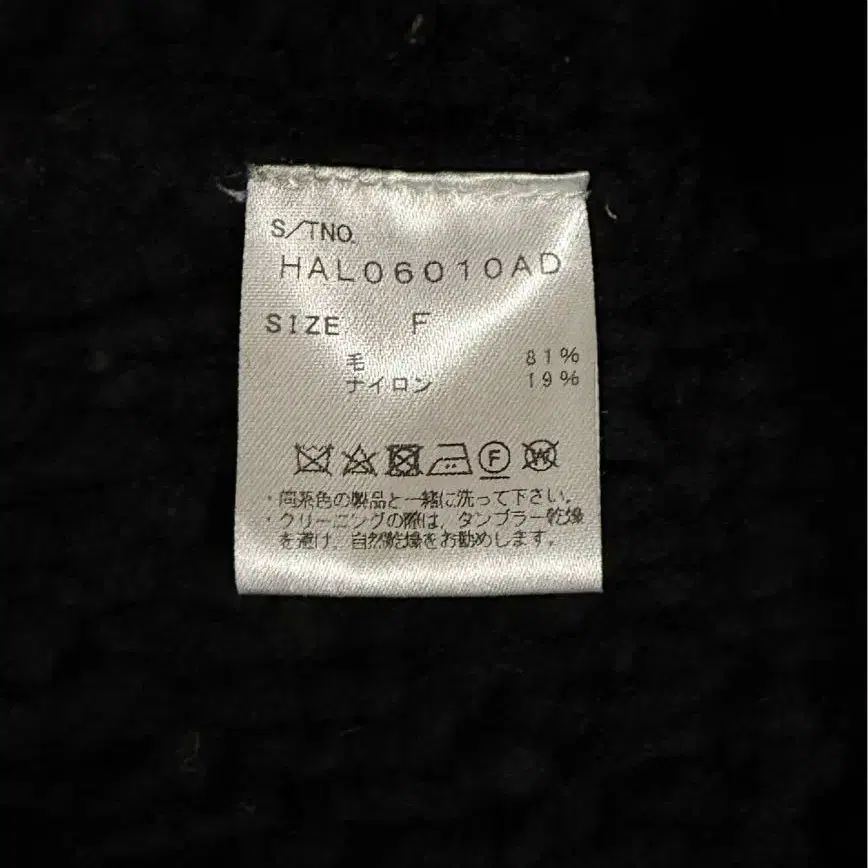 S/TNO.
HAL06010AD
SIZE F
毛 81%
ナイロン 19%
F W
・同系色の製品と一緒に洗って下さい。
・クリーニングの際は、タンブラー乾燥
を避け、自然乾燥をお勧めします。